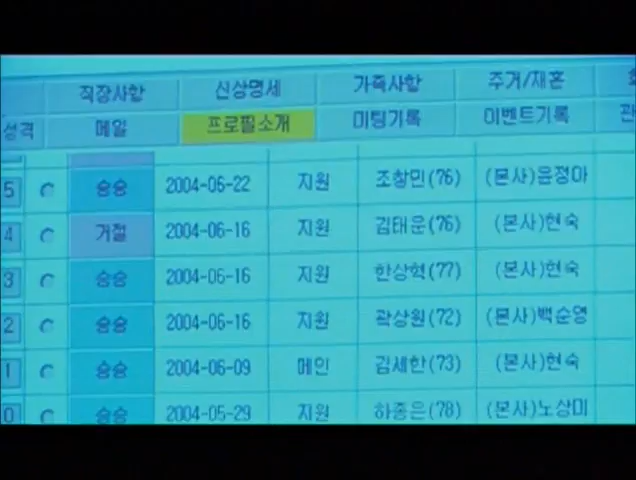 직장사항 신상명세 가족사항 주거/재혼
성격 메일 프로필소개 미팅기록 이벤트기록
5 승승 2004-06-22 지원 조창민(76) (본사)윤정아
4 거절 2004-06-16 지원 김태운(76) (본사)현숙
3 승승 2004-06-16 지원 한상혁(77) (본사)현숙
2 승승 2004-06-16 지원 곽상원(72) (본사)백순영
1 승승 2004-06-09 메인 김세한(73) (본사)현숙
0 승승 2004-05-29 지원 하종은(78) (본사)노상미